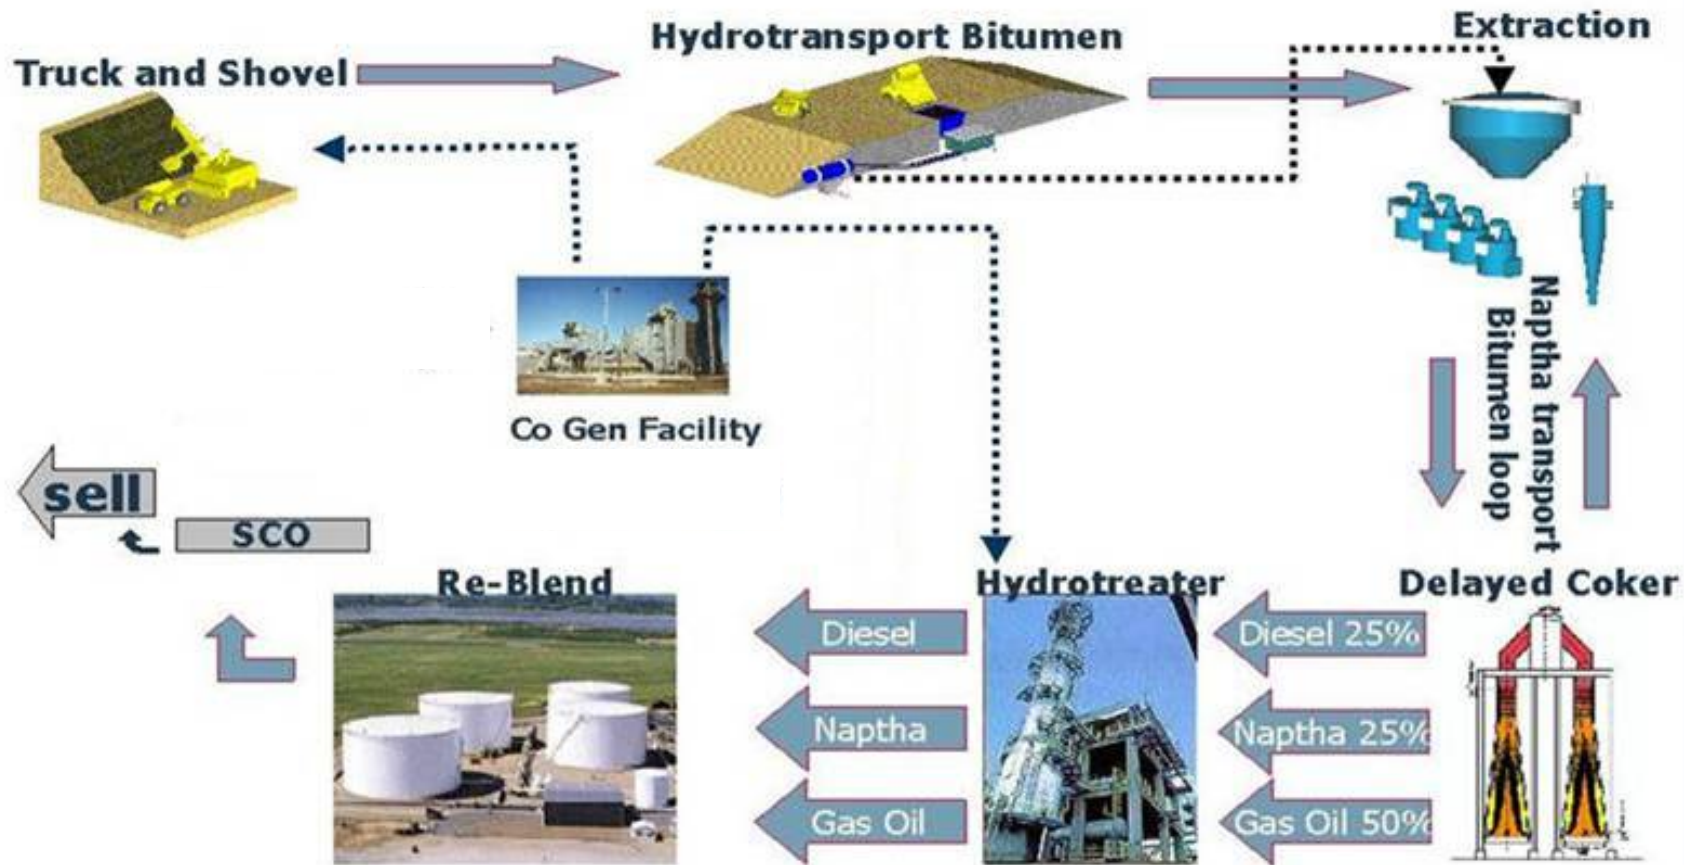 Hydrotransport Bitumen
Extraction
Truck and Shovel
Naptha transport
Bitumen loop
Co Gen Facility
sell
SCO
Re-Blend
Hydrotreater
Delayed Coker
Diesel
Diesel 25%
Naptha
Naptha 25%
Gas Oil
Gas Oil 50%